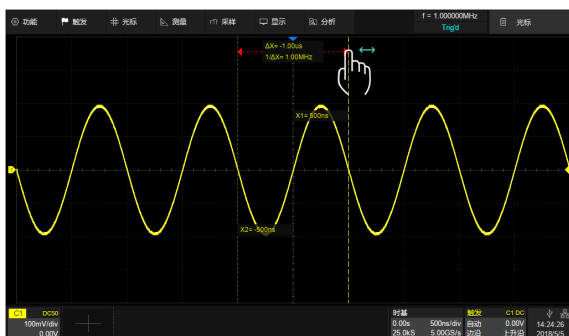 功能 触发 光标 测量 采样 显示 分析 f = 1.000000MHz 光标
Trig'd
ΔX= -1.00us
1/ΔX= 1.00MHz
X1= 500ns
X2= -500ns
C1 DC50
100mV/div
0.00V
时基
0.00s 500ns/div
25.0kS 5.00GS/s
触发 C1 DC
自动 0.00V
边沿 上升沿
14:24:26
2018/5/5